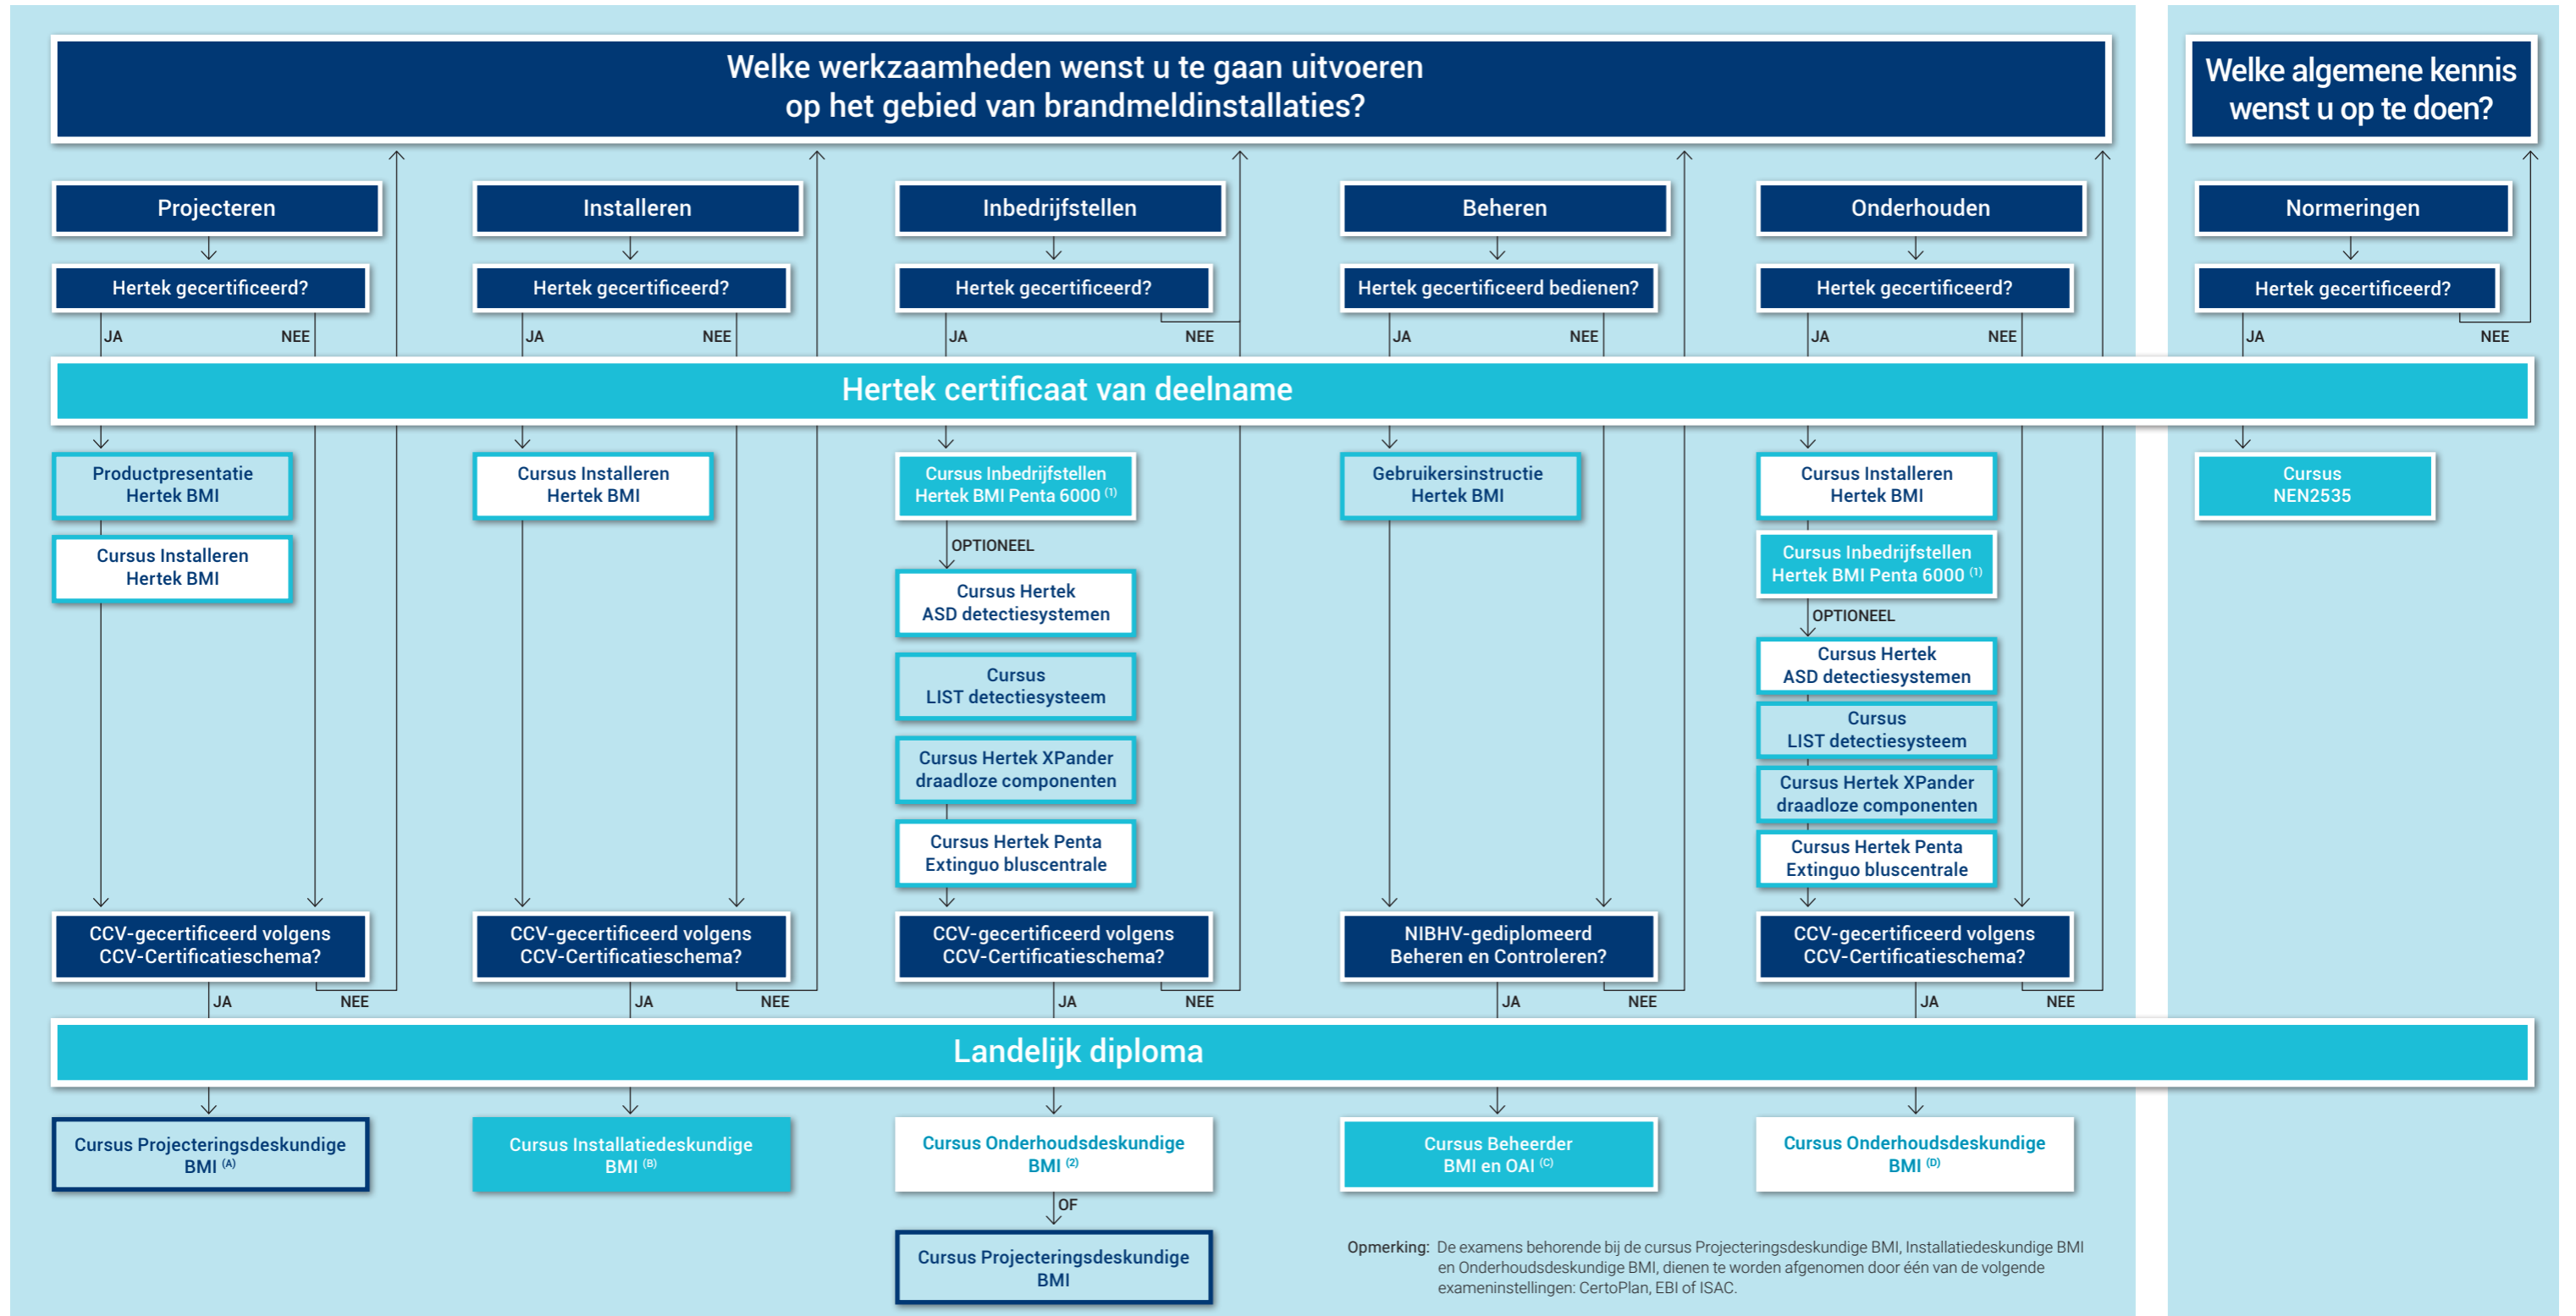 Welke werkzaamheden wenst u te gaan uitvoeren
op het gebied van brandmeldinstallaties?
Welke algemene kennis
wenst u op te doen?
Projecteren
Installeren
Inbedrijfstellen
Beheren
Onderhouden
Normeringen
Hertek gecertificeerd?
Hertek gecertificeerd?
Hertek gecertificeerd?
Hertek gecertificeerd bedienen?
Hertek gecertificeerd?
Hertek gecertificeerd?
JA
NEE
JA
NEE
JA
NEE
JA
NEE
JA
NEE
JA
NEE
Hertek certificaat van deelname
Productpresentatie
Hertek BMI
Cursus Installeren
Hertek BMI
Cursus Installeren
Hertek BMI
Cursus Inbedrijfstellen
Hertek BMI Penta 6000 (1)
OPTIONEEL
Cursus Hertek
ASD detectiesystemen
Cursus
LIST detectiesysteem
Cursus Hertek XPander
draadloze componenten
Cursus Hertek Penta
Extinguo bluscentrale
Gebruikersinstructie
Hertek BMI
Cursus Installeren
Hertek BMI
Cursus Inbedrijfstellen
Hertek BMI Penta 6000 (1)
OPTIONEEL
Cursus Hertek
ASD detectiesystemen
Cursus
LIST detectiesysteem
Cursus Hertek XPander
draadloze componenten
Cursus Hertek Penta
Extinguo bluscentrale
Cursus
NEN2535
CCV-gecertificeerd volgens
CCV-Certificatieschema?
CCV-gecertificeerd volgens
CCV-Certificatieschema?
CCV-gecertificeerd volgens
CCV-Certificatieschema?
NIBHV-gediplomeerd
Beheren en Controleren?
CCV-gecertificeerd volgens
CCV-Certificatieschema?
JA
NEE
JA
NEE
JA
NEE
JA
NEE
JA
NEE
Landelijk diploma
Cursus Projecteringsdeskundige
BMI (A)
Cursus Installatiedeskundige
BMI (B)
Cursus Onderhoudsdeskundige
BMI (2)
OF
Cursus Projecteringsdeskundige
BMI
Cursus Beheerder
BMI en OAI (C)
Cursus Onderhoudsdeskundige
BMI (D)
Opmerking: De examens behorende bij de cursus Projecteringsdeskundige BMI, Installatiedeskundige BMI
en Onderhoudsdeskundige BMI, dienen te worden afgenomen door één van de volgende
exameninstellingen: CertoPlan, EBI of ISAC.